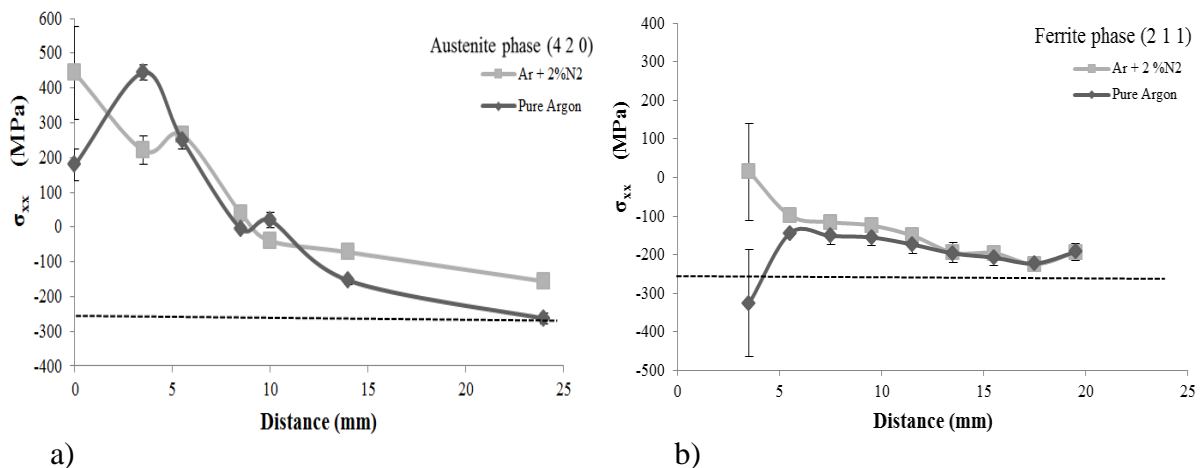 600
500
400
300
200
100
0
-100
-200
-300
-400
σxx (MPa)
Austenite phase (4 2 0)
Ar + 2%N2
Pure Argon
0 5 10 15 20 25
Distance (mm)
a)
400
300
200
100
0
-100
-200
-300
-400
-500
σxx (MPa)
Ferrite phase (2 1 1)
Ar + 2 %N2
Pure Argon
0 5 10 15 20 25
Distance (mm)
b)